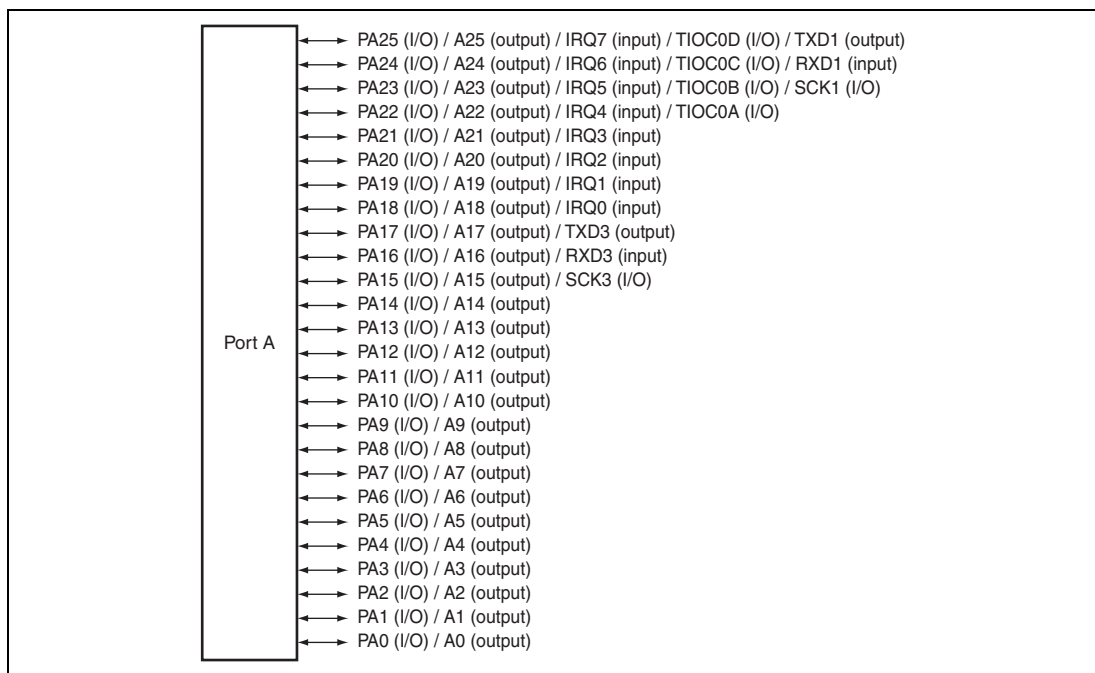 PA25 (I/O) / A25 (output) / IRQ7 (input) / TIOC0D (I/O) / TXD1 (output)
PA24 (I/O) / A24 (output) / IRQ6 (input) / TIOC0C (I/O) / RXD1 (input)
PA23 (I/O) / A23 (output) / IRQ5 (input) / TIOC0B (I/O) / SCK1 (I/O)
PA22 (I/O) / A22 (output) / IRQ4 (input) / TIOC0A (I/O)
PA21 (I/O) / A21 (output) / IRQ3 (input)
PA20 (I/O) / A20 (output) / IRQ2 (input)
PA19 (I/O) / A19 (output) / IRQ1 (input)
PA18 (I/O) / A18 (output) / IRQ0 (input)
PA17 (I/O) / A17 (output) / TXD3 (output)
PA16 (I/O) / A16 (output) / RXD3 (input)
PA15 (I/O) / A15 (output) / SCK3 (I/O)
PA14 (I/O) / A14 (output)
PA13 (I/O) / A13 (output)
Port A
PA12 (I/O) / A12 (output)
PA11 (I/O) / A11 (output)
PA10 (I/O) / A10 (output)
PA9 (I/O) / A9 (output)
PA8 (I/O) / A8 (output)
PA7 (I/O) / A7 (output)
PA6 (I/O) / A6 (output)
PA5 (I/O) / A5 (output)
PA4 (I/O) / A4 (output)
PA3 (I/O) / A3 (output)
PA2 (I/O) / A2 (output)
PA1 (I/O) / A1 (output)
PA0 (I/O) / A0 (output)